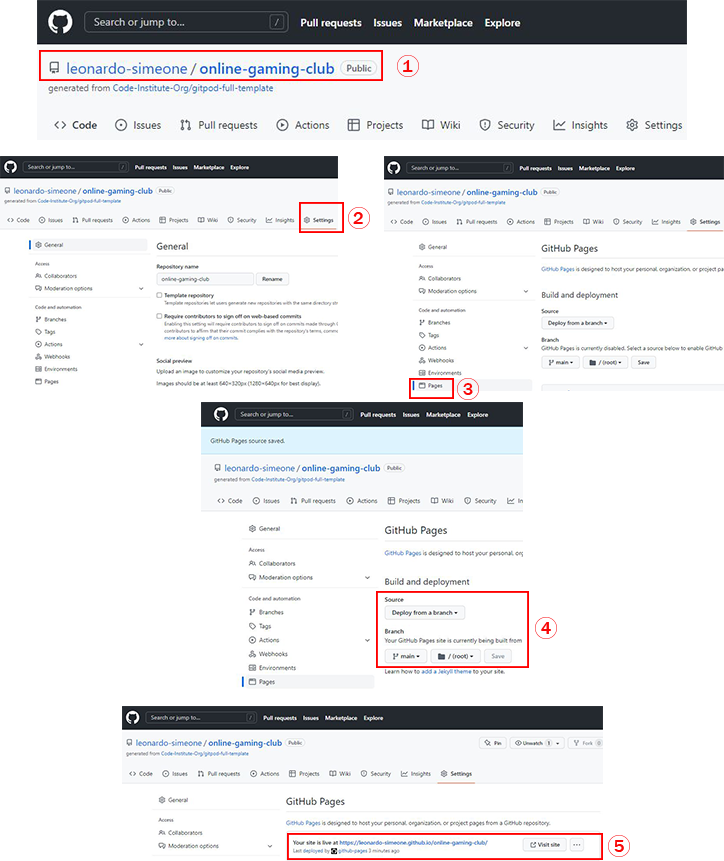 Search or jump to... / Pull requests Issues Marketplace Explore
leonardo-simeone / online-gaming-club Public 1
generated from Code-Institute-Org/gitpod-full-template
Code Issues Pull requests Actions Projects Wiki Security Insights Settings
Search or jump to... / Pull requests Issues Marketplace Explore
leonardo-simeone / online-gaming-club Public
generated from Code-Institute-Org/gitpod-full-template
Code Issues Pull requests Actions Projects Wiki Security Insights Settings 2
General
Access
Collaborators
Moderation options
Code and automation
Branches
Tags
Actions
Webhooks
Environments
Pages
General
Repository name
online-gaming-club Rename
Template repository
Template repositories let users generate new repositories with the same directory st
Require contributors to sign off on web-based commits
Enabling this setting will require contributors to sign off on commits made through
contributors to affirm that their commit complies with the repository's terms, comm
more about signing off on commits.
Social preview
Upload an image to customize your repository's social media preview.
Images should be at least 640×320px (1280×640px for best display).
Search or jump to... / Pull requests Issues Marketplace Explore
leonardo-simeone / online-gaming-club Public
generated from Code-Institute-Org/gitpod-full-template
Code Issues Pull requests Actions Projects Wiki Security Insights Settings
General
Access
Collaborators
Moderation options
Code and automation
Branches
Tags
Actions
Webhooks
Environments
Pages 3
GitHub Pages
GitHub Pages is designed to host your personal, organization, or project pa
Build and deployment
Source
Deploy from a branch
Branch
GitHub Pages is currently disabled. Select a source below to enable GitHub
main / (root) Save
Search or jump to... / Pull requests Issues Marketplace Explore
GitHub Pages source saved.
leonardo-simeone / online-gaming-club Public
generated from Code-Institute-Org/gitpod-full-template
Code Issues Pull requests Actions Projects Wiki Security In
General
Access
Collaborators
Moderation options
Code and automation
Branches
Tags
Actions
Webhooks
Environments
Pages
GitHub Pages
GitHub Pages is designed to host your personal, org
Build and deployment
Source
Deploy from a branch
Branch
Your GitHub Pages site is currently being built from
main / (root) Save
4
Learn how to add a Jekyll theme to your site.
Search or jump to... / Pull requests Issues Marketplace Explore
leonardo-simeone / online-gaming-club Public Pin Unwatch 1 Fork 0
generated from Code-Institute-Org/gitpod-full-template
Code Issues Pull requests Actions Projects Wiki Security Insights Settings
General
Access
Collaborators
Moderation options
GitHub Pages
GitHub Pages is designed to host your personal, organization, or project pages from a GitHub repository.
Your site is live at https://leonardo-simeone.github.io/online-gaming-club/ Visit site ...
Last deployed by github-pages 3 minutes ago
5